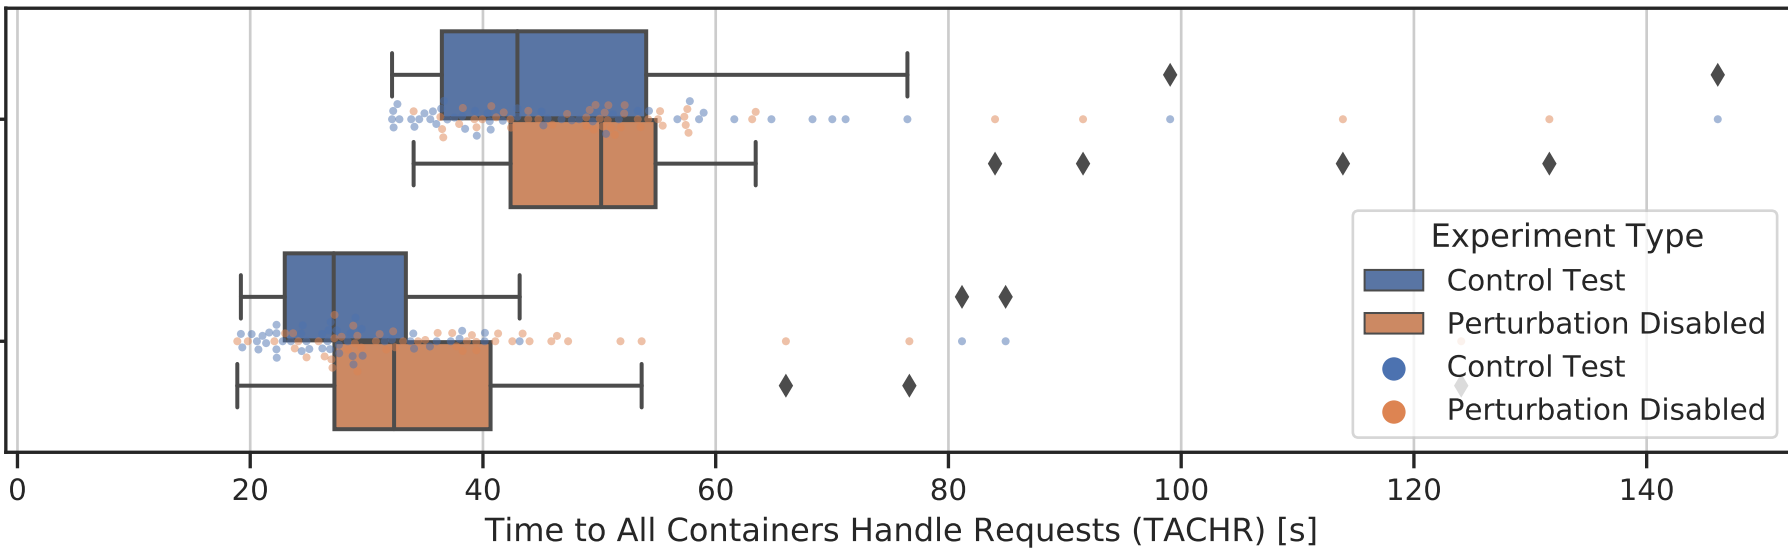 Experiment Type
Control Test
Perturbation Disabled
Control Test
Perturbation Disabled
0 20 40 60 80 100 120 140
Time to All Containers Handle Requests (TACHR) [s]